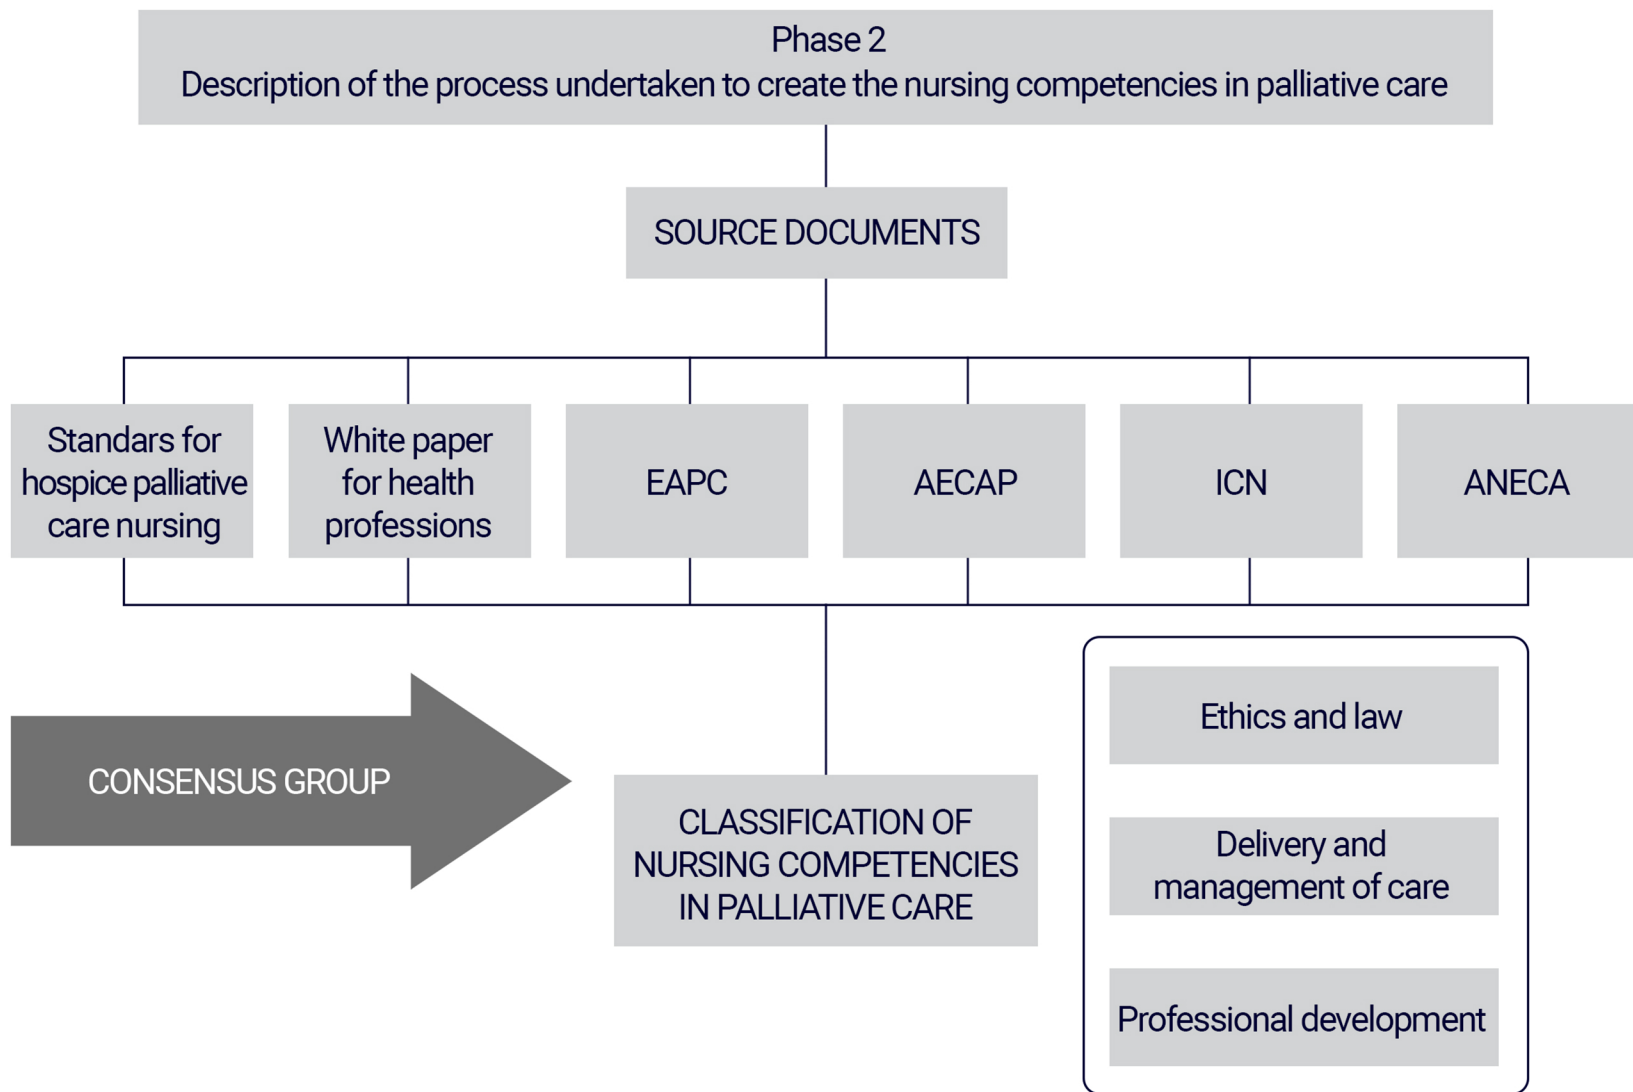 Phase 2
Description of the process undertaken to create the nursing competencies in palliative care
SOURCE DOCUMENTS
Standars for
hospice palliative
care nursing
White paper
for health
professions
EAPC
AECAP
ICN
ANECA
CONSENSUS GROUP
CLASSIFICATION OF
NURSING COMPETENCIES
IN PALLIATIVE CARE
Ethics and law
Delivery and
management of care
Professional development